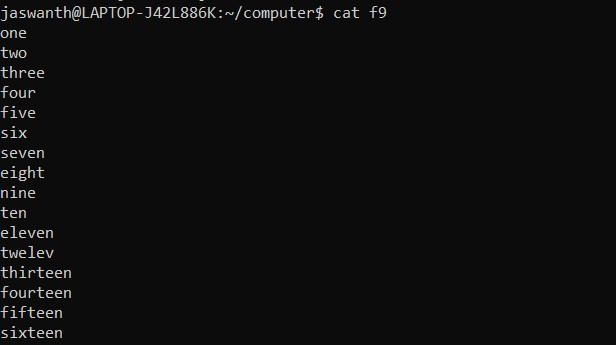 jaswanth@LAPTOP-J42L886K:~/computer$ cat f9
one
two
three
four
five
six
seven
eight
nine
ten
eleven
twelev
thirteen
fourteen
fifteen
sixteen